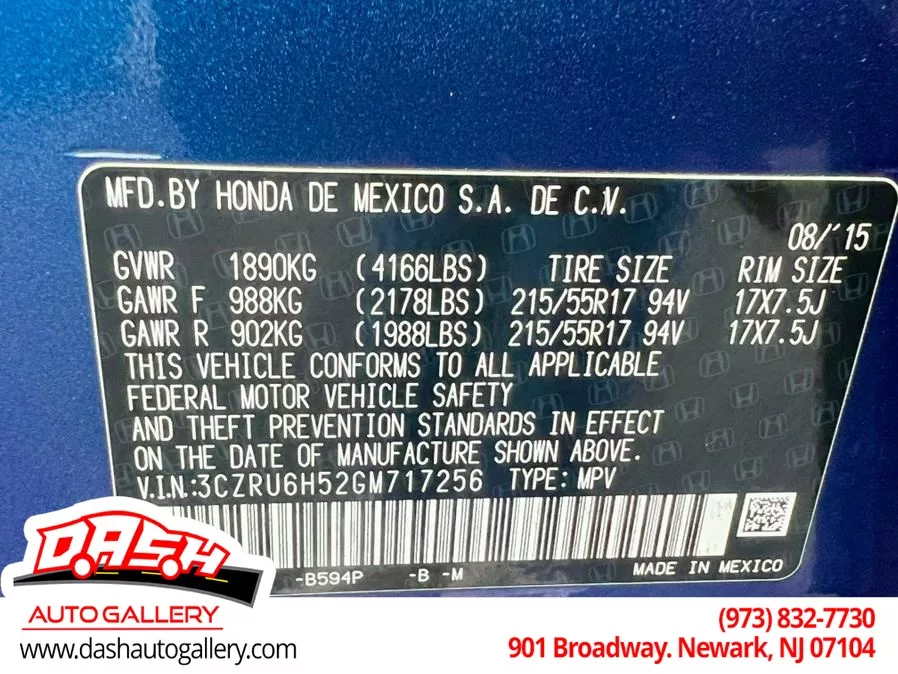 MFD.BY HONDA DE MEXICO S.A. DE C.V.
08/'15
GVWR 1890KG (4166LBS) TIRE SIZE RIM SIZE
GAWR F 988KG (2178LBS) 215/55R17 94V 17X7.5J
GAWR R 902KG (1988LBS) 215/55R17 94V 17X7.5J
THIS VEHICLE CONFORMS TO ALL APPLICABLE
FEDERAL MOTOR VEHICLE SAFETY
AND THEFT PREVENTION STANDARDS IN EFFECT
ON THE DATE OF MANUFACTURE SHOWN ABOVE.
V.I.N.:3CZRU6H52GM717256 TYPE: MPV
-B594P -B -M
MADE IN MEXICO
DASH
AUTO GALLERY
www.dashautogallery.com
(973) 832-7730
901 Broadway. Newark, NJ 07104